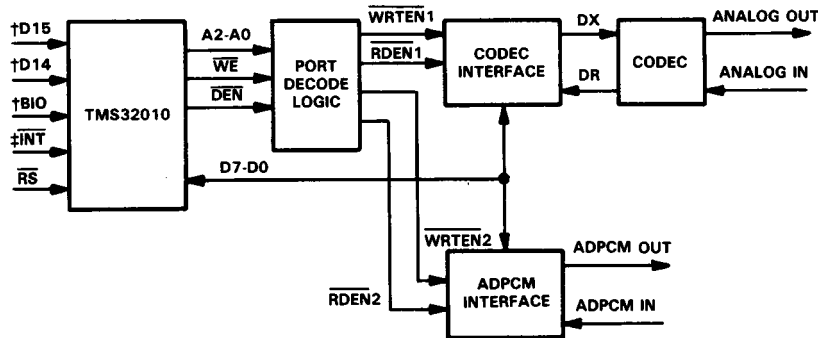 †D15
†D14
†BIO
‡INT
RS
TMS32010
A2-A0
WE
DEN
D7-D0
PORT
DECODE
LOGIC
WRTEN1
RDEN1
WRTEN2
RDEN2
CODEC
INTERFACE
DX
DR
CODEC
ANALOG OUT
ANALOG IN
ADPCM
INTERFACE
ADPCM OUT
ADPCM IN